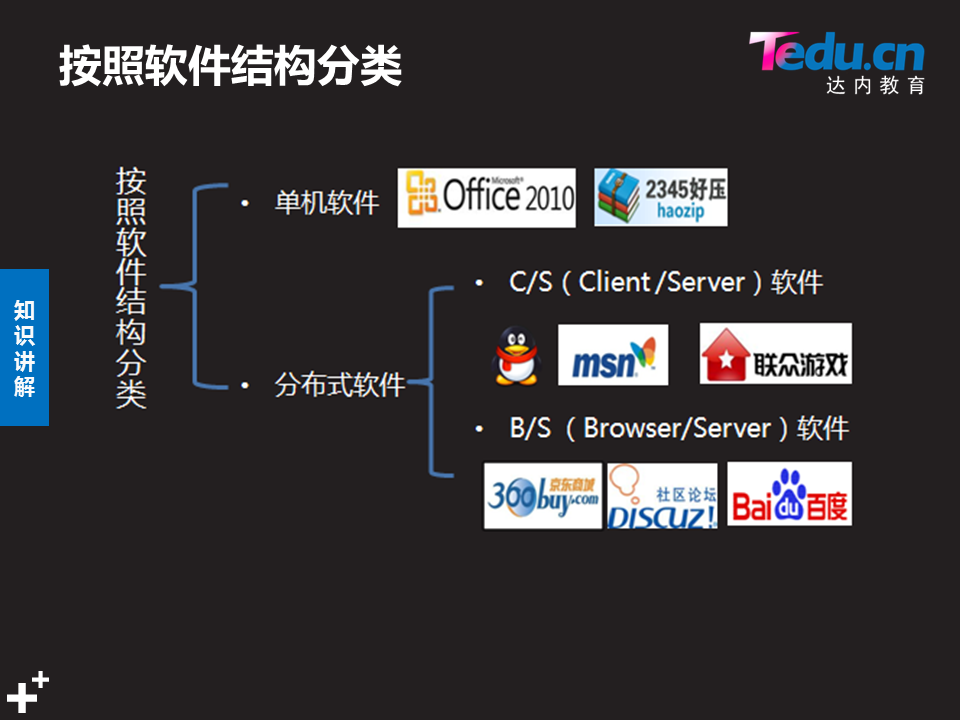 按照软件结构分类
Tedu.cn
达内教育
知识讲解
按照软件结构分类
• 单机软件
Microsoft®
Office 2010
2345好压
haozip
• C/S（Client /Server）软件
msn
联众游戏
• 分布式软件
• B/S （Browser/Server）软件
京东商城
360buy.com
社区论坛
DISCUZ!
Bai du 百度